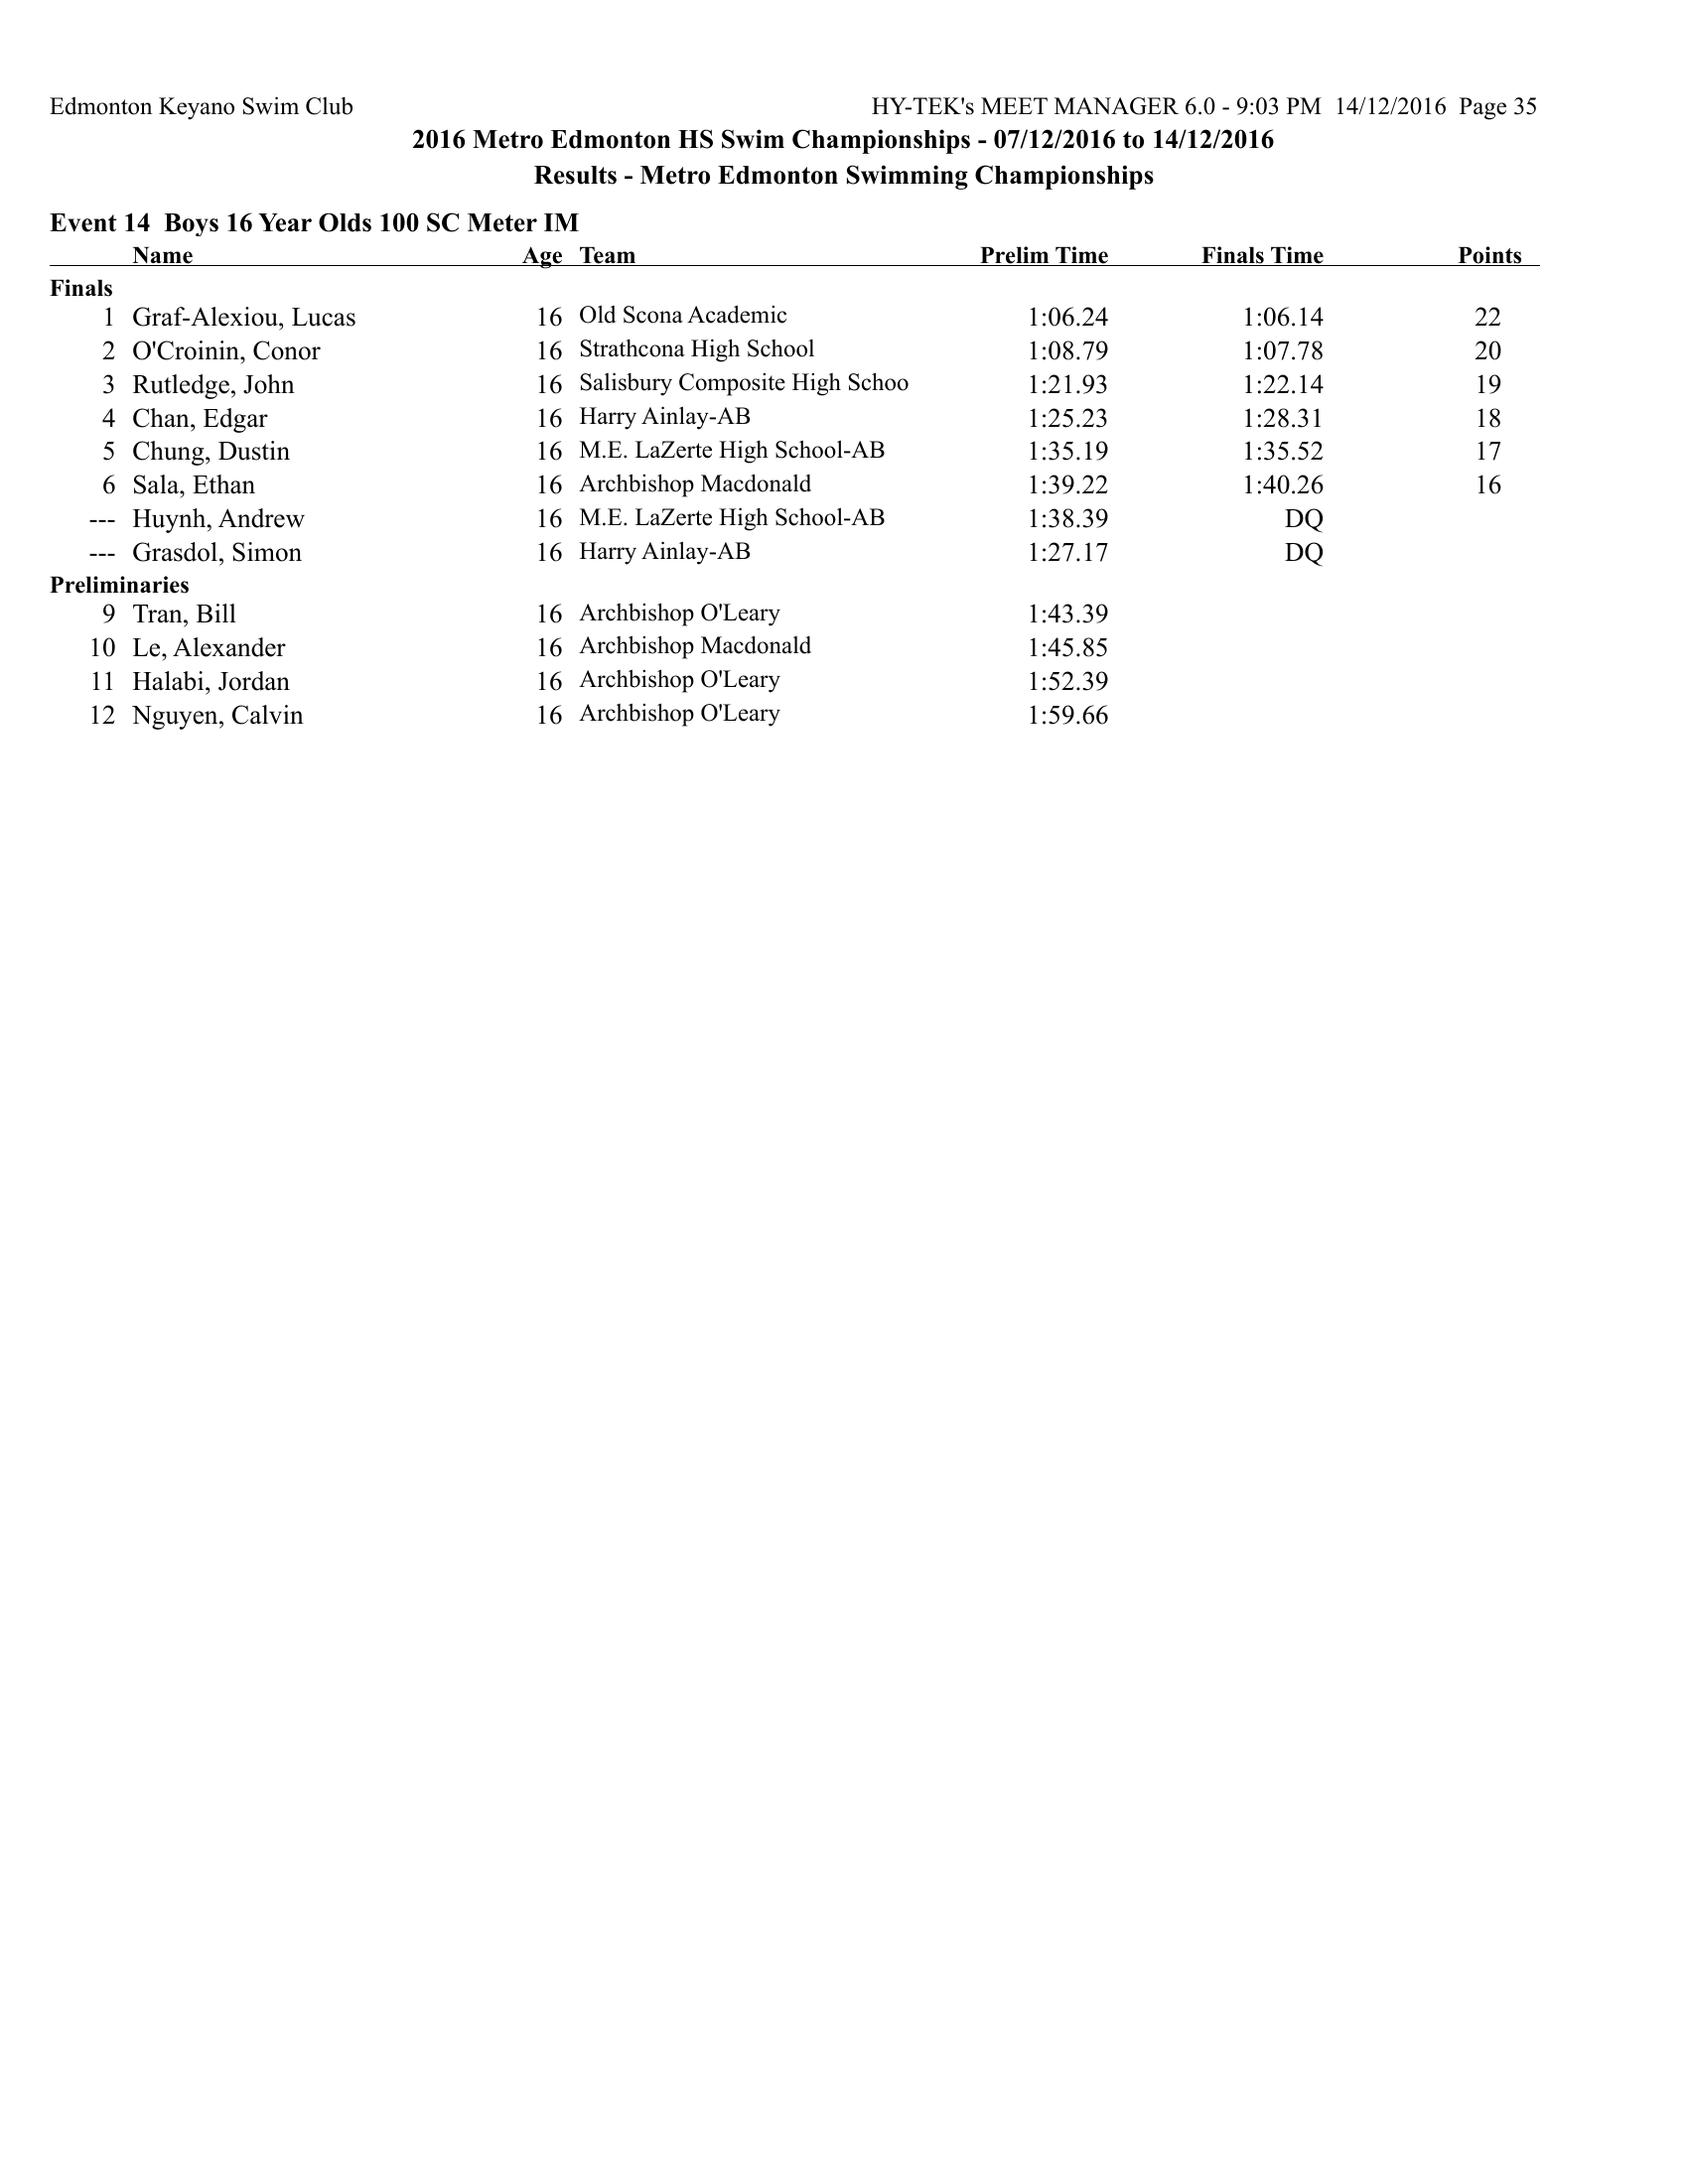 Edmonton Keyano Swim Club HY-TEK's MEET MANAGER 6.0 - 9:03 PM 14/12/2016 Page 35
2016 Metro Edmonton HS Swim Championships - 07/12/2016 to 14/12/2016
Results - Metro Edmonton Swimming Championships
Event 14 Boys 16 Year Olds 100 SC Meter IM
Name Age Team Prelim Time Finals Time Points
Finals
1 Graf-Alexiou, Lucas 16 Old Scona Academic 1:06.24 1:06.14 22
2 O'Croinin, Conor 16 Strathcona High School 1:08.79 1:07.78 20
3 Rutledge, John 16 Salisbury Composite High Schoo 1:21.93 1:22.14 19
4 Chan, Edgar 16 Harry Ainlay-AB 1:25.23 1:28.31 18
5 Chung, Dustin 16 M.E. LaZerte High School-AB 1:35.19 1:35.52 17
6 Sala, Ethan 16 Archbishop Macdonald 1:39.22 1:40.26 16
--- Huynh, Andrew 16 M.E. LaZerte High School-AB 1:38.39 DQ
--- Grasdol, Simon 16 Harry Ainlay-AB 1:27.17 DQ
Preliminaries
9 Tran, Bill 16 Archbishop O'Leary 1:43.39
10 Le, Alexander 16 Archbishop Macdonald 1:45.85
11 Halabi, Jordan 16 Archbishop O'Leary 1:52.39
12 Nguyen, Calvin 16 Archbishop O'Leary 1:59.66